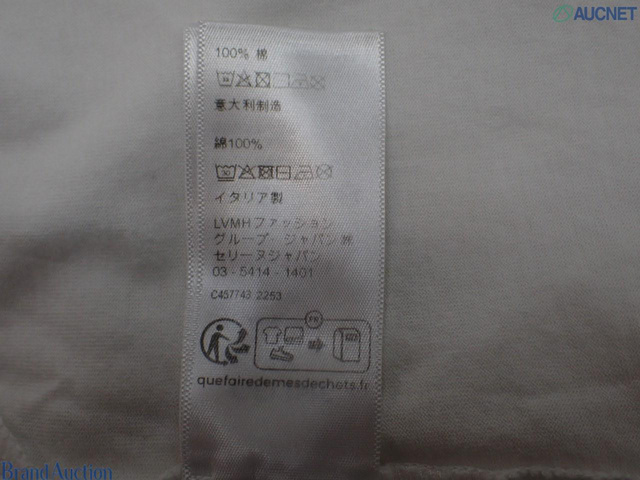 AUCNET
100% 棉
意大利制造
綿100%
イタリア製
LVMHファッション
グループ ジャパン㈱
セリーヌジャパン
03 - 5414 - 1401
C457743 2253
FR
quefairedemesdechets.fr
Brand Auction